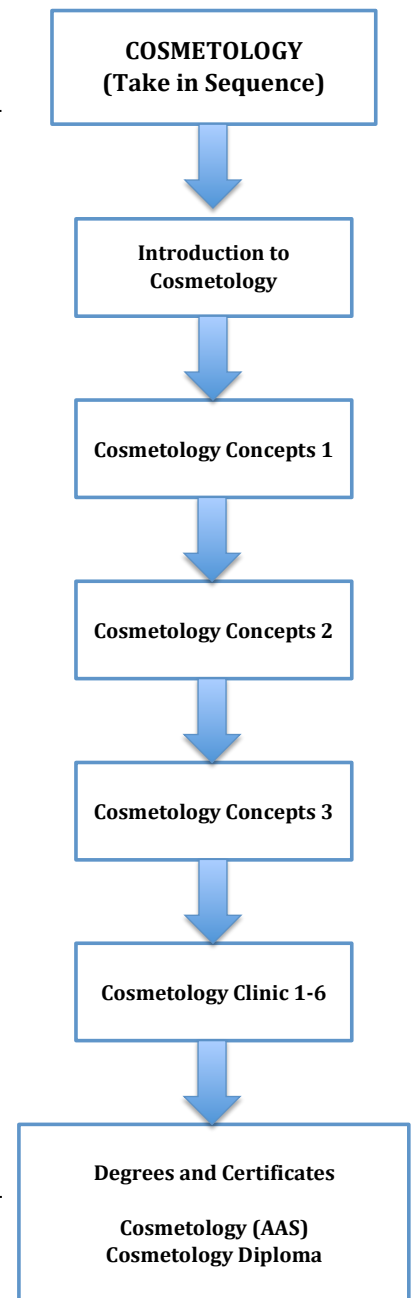 COSMETOLOGY
(Take in Sequence)
Introduction to
Cosmetology
Cosmetology Concepts 1
Cosmetology Concepts 2
Cosmetology Concepts 3
Cosmetology Clinic 1-6
Degrees and Certificates
Cosmetology (AAS)
Cosmetology Diploma